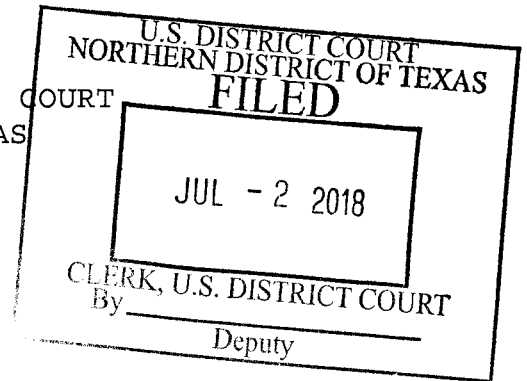 U.S. DISTRICT COURT
NORTHERN DISTRICT OF TEXAS
FILED
COURT
AS
JUL - 2 2018
CLERK, U.S. DISTRICT COURT
By
Deputy